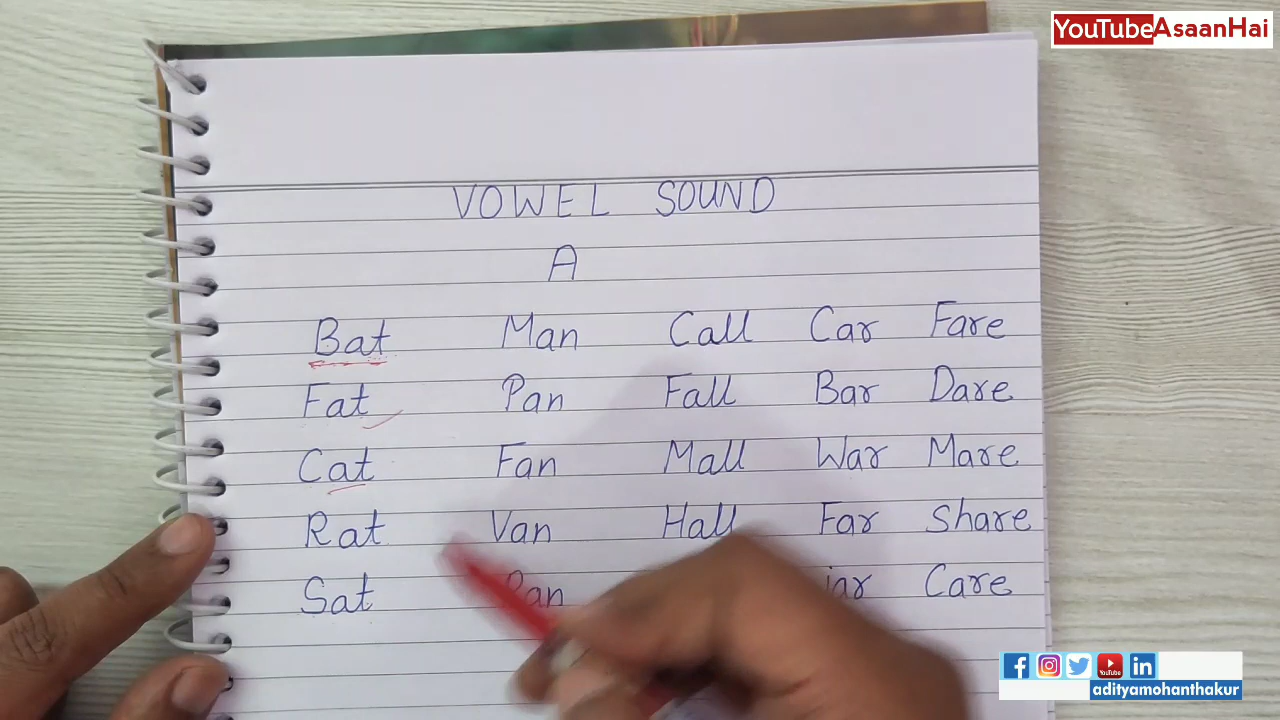 YouTubeAsaanHai
VOWEL SOUND
A
Bat Man Call Car Fare
Fat Pan Fall Bar Dare
Cat Fan Mall War Mare
Rat Van Hall Far Share
Sat Care
YouTube
adityamohanthakur